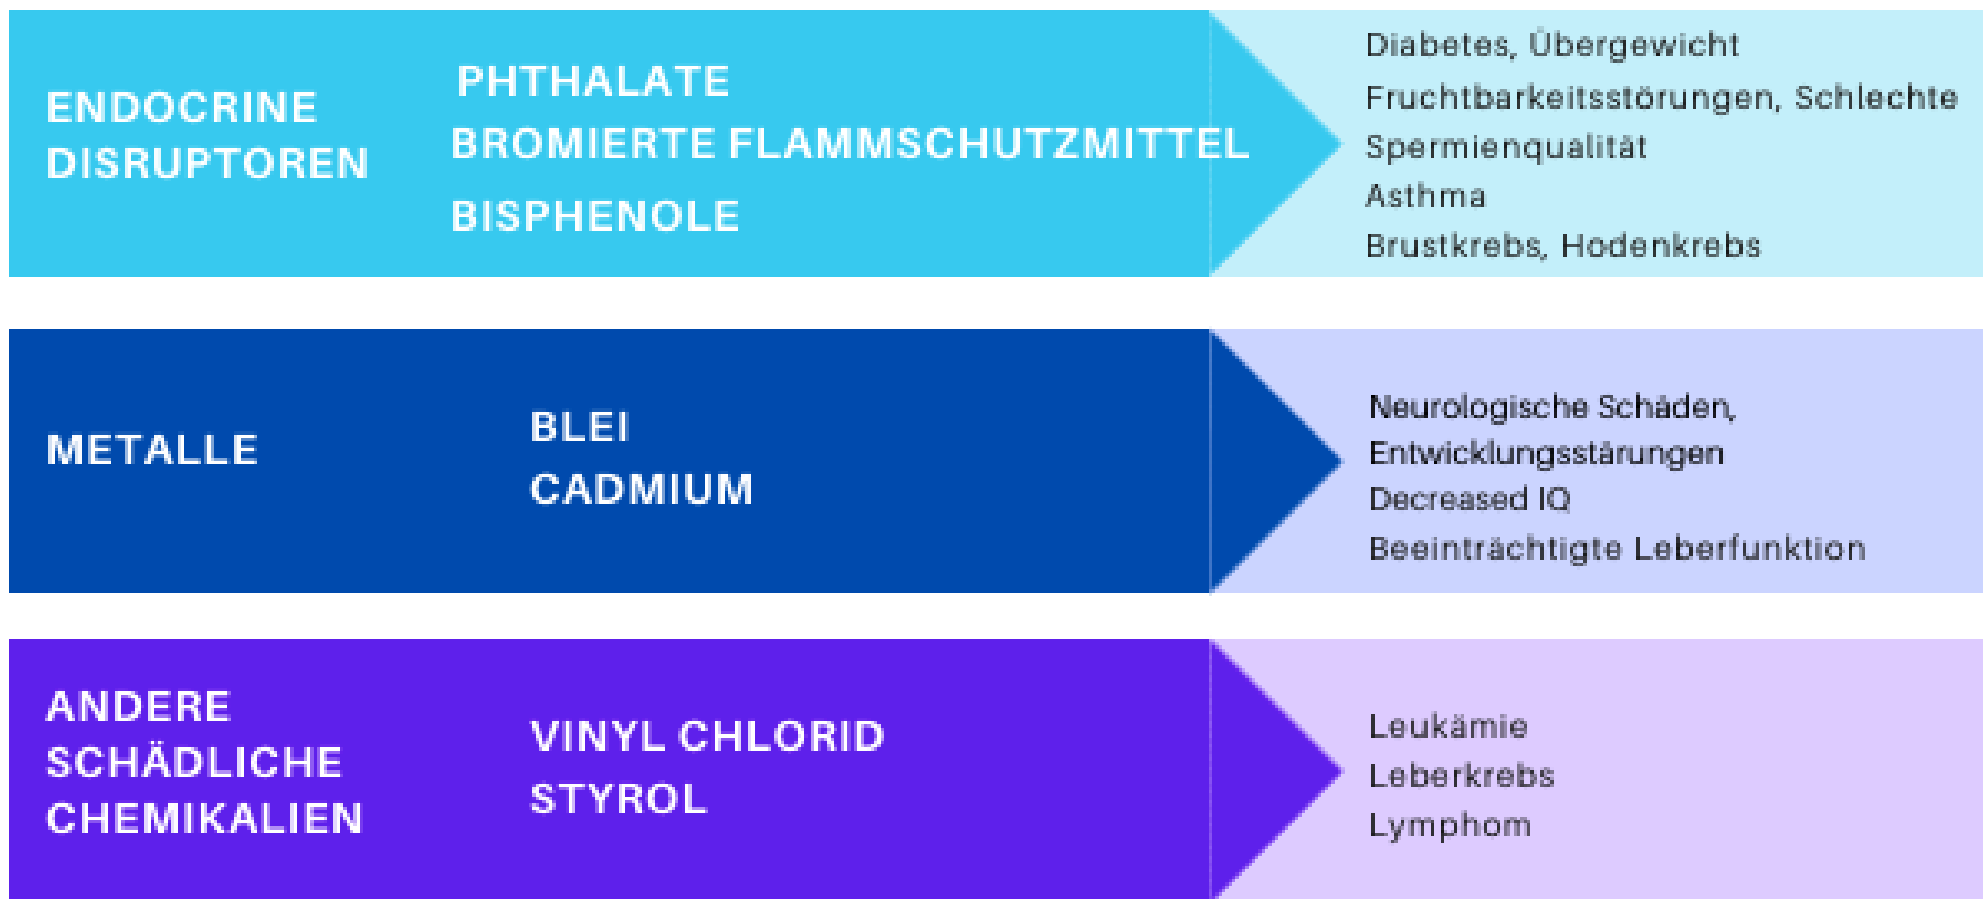 ENDOCRINE
DISRUPTOREN
PHTHALATE
BROMIERTE FLAMMSCHUTZMITTEL
BISPHENOLE
Diabetes, Übergewicht
Fruchtbarkeitsstörungen, Schlechte
Spermienqualität
Asthma
Brustkrebs, Hodenkrebs
METALLE
BLEI
CADMIUM
Neurologische Schäden,
Entwicklungsstärungen
Decreased IQ
Beeinträchtigte Leberfunktion
ANDERE
SCHÄDLICHE
CHEMIKALIEN
VINYL CHLORID
STYROL
Leukämie
Leberkrebs
Lymphom